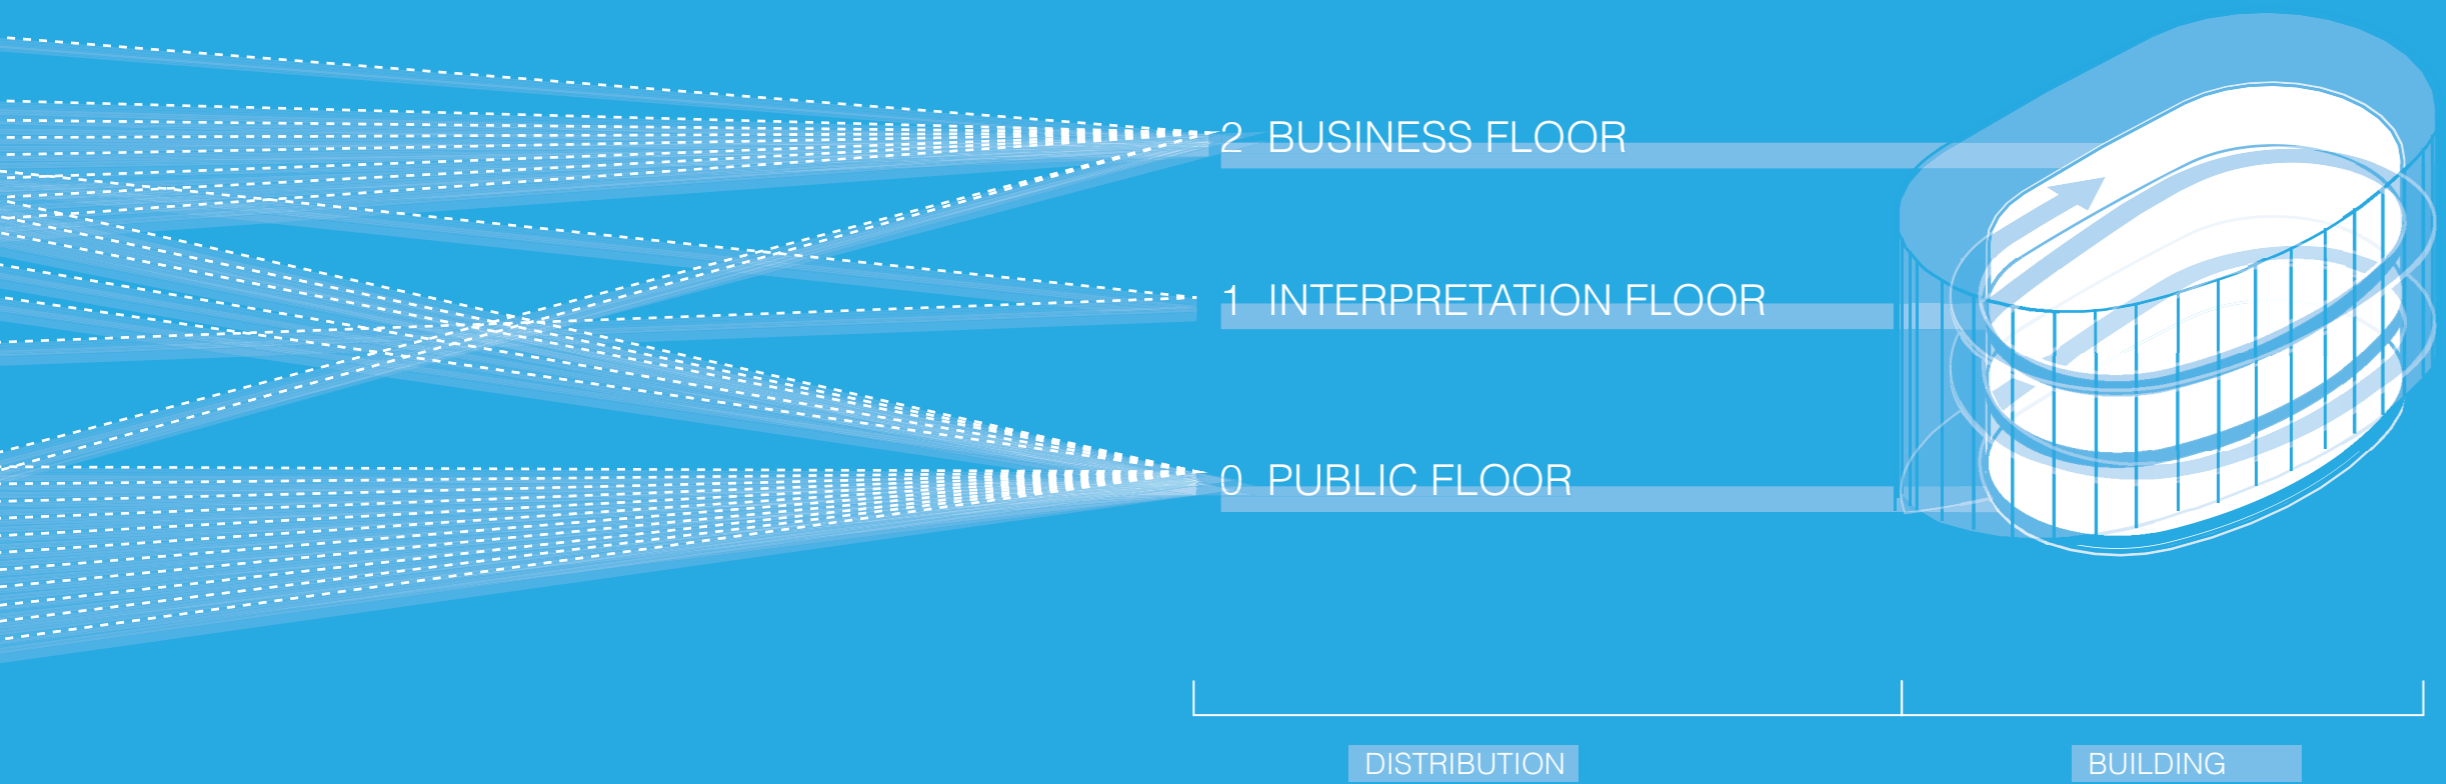 2 BUSINESS FLOOR
1 INTERPRETATION FLOOR
0 PUBLIC FLOOR
DISTRIBUTION
BUILDING